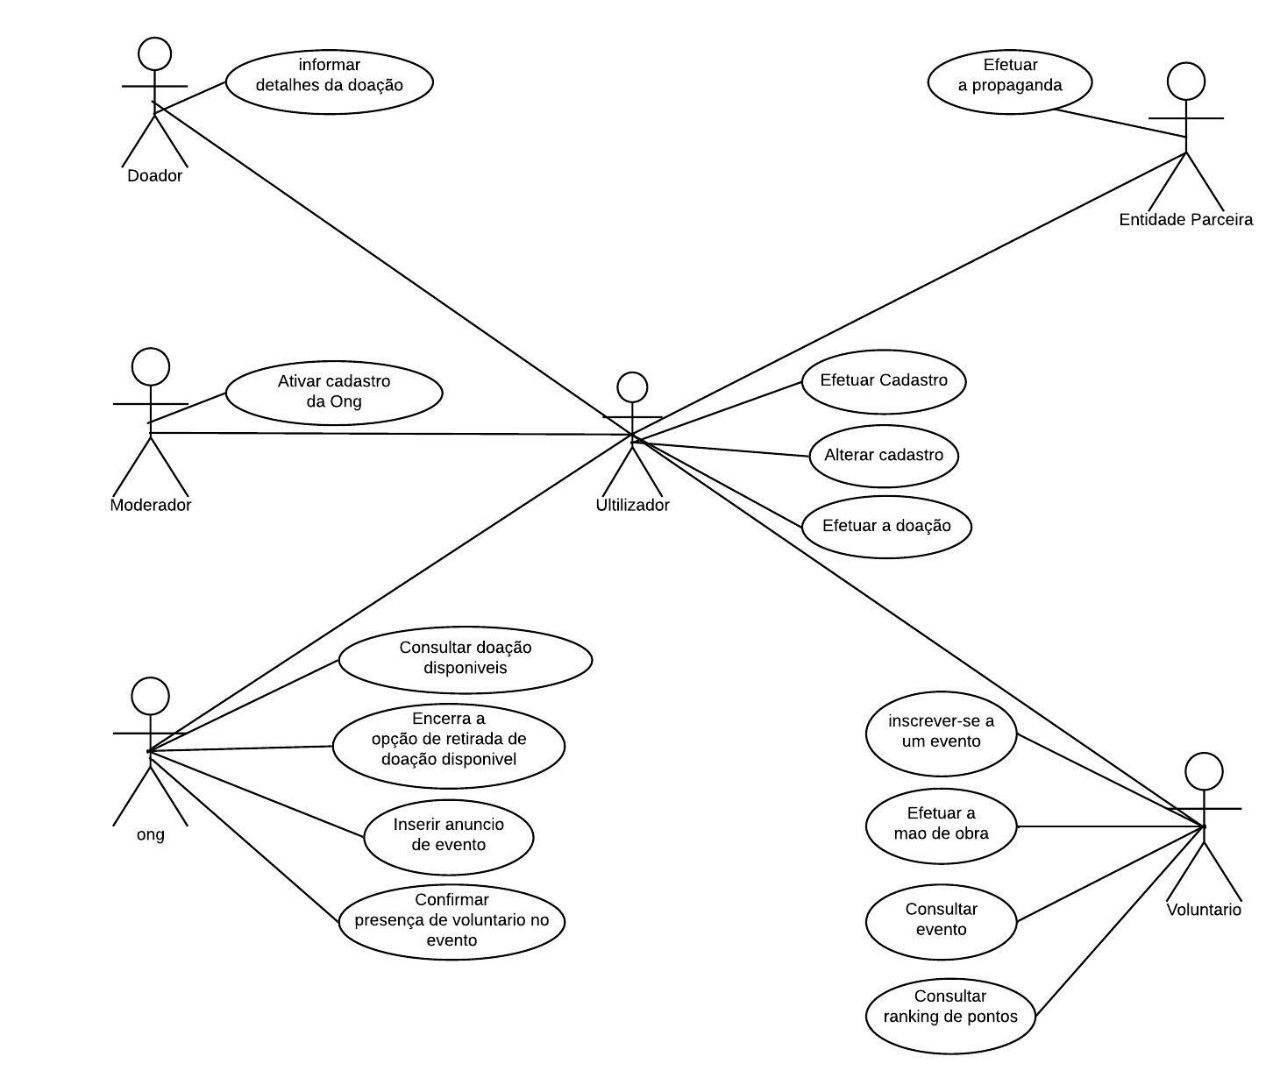 informar
detalhes da doação
Doador
Efetuar
a propaganda
Entidade Parceira
Ativar cadastro
da Ong
Moderador
Efetuar Cadastro
Alterar cadastro
Efetuar a doação
Ultilizador
Consultar doação
disponiveis
Encerra a
opção de retirada de
doação disponivel
Inserir anuncio
de evento
Confirmar
presença de voluntario no
evento
ong
inscrever-se a
um evento
Efetuar a
mao de obra
Consultar
evento
Consultar
ranking de pontos
Voluntario